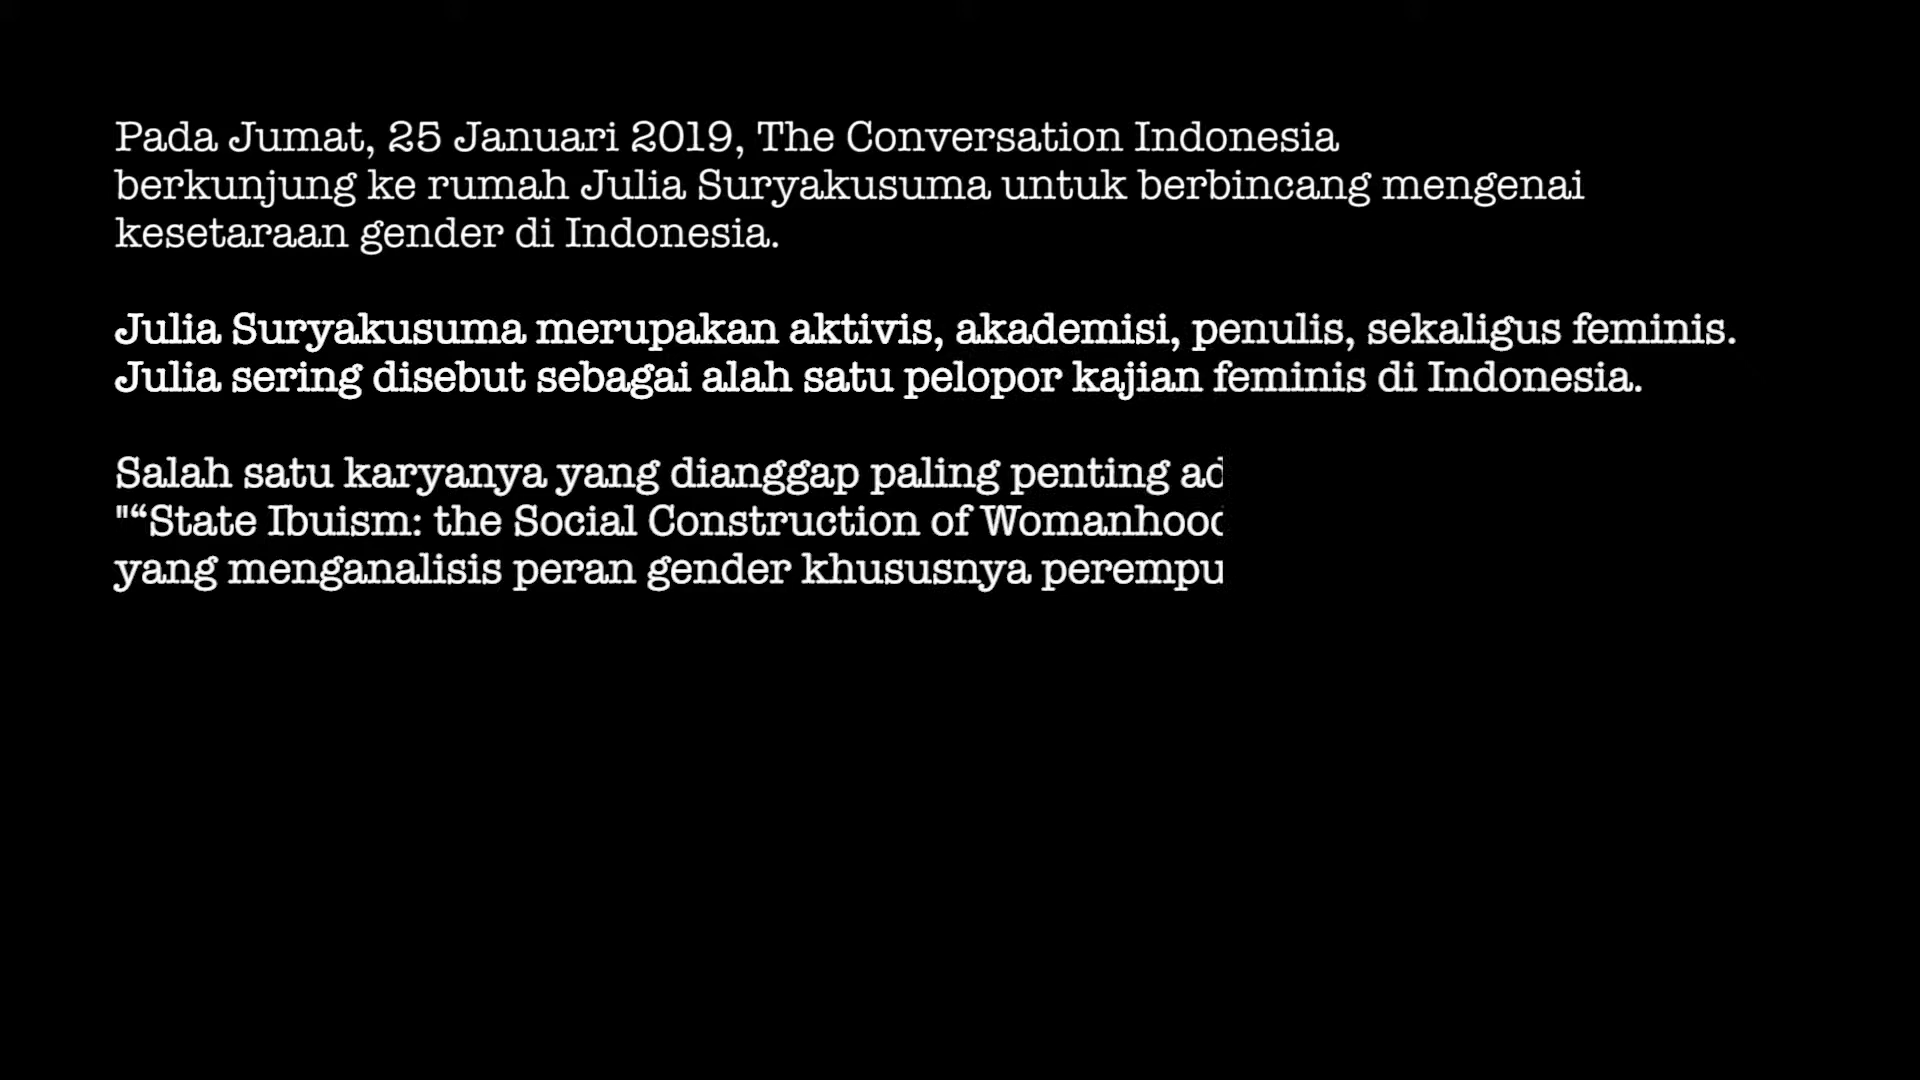 Pada Jumat, 25 Januari 2019, The Conversation Indonesia
berkunjung ke rumah Julia Suryakusuma untuk berbincang mengenai
kesetaraan gender di Indonesia.
Julia Suryakusuma merupakan aktivis, akademisi, penulis, sekaligus feminis.
Julia sering disebut sebagai alah satu pelopor kajian feminis di Indonesia.
Salah satu karyanya yang dianggap paling penting
"“State Ibuism: the Social Construction of
yang menganalisis peran gender khususnya